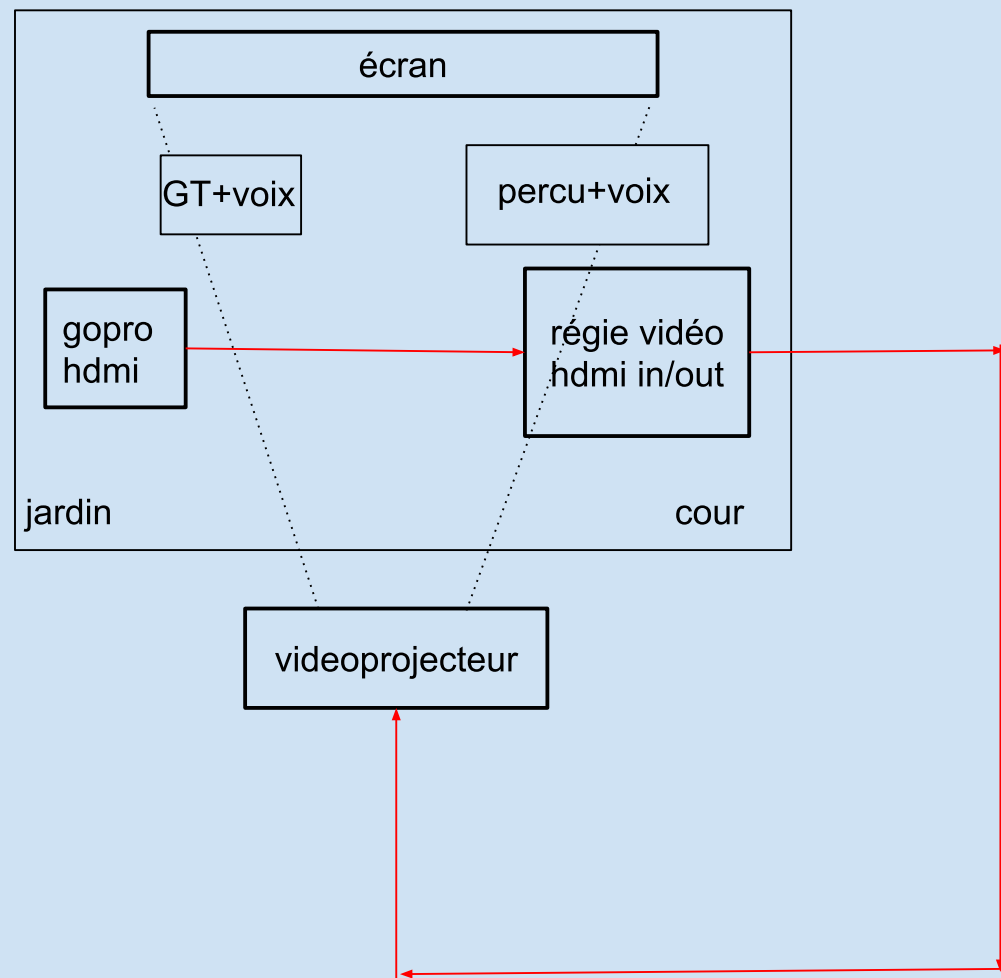 écran
GT+voix
percu+voix
gopro
hdmi
régie vidéo
hdmi in/out
jardin
cour
videoprojecteur